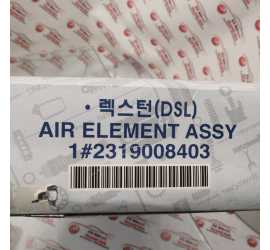 • 렉스턴(DSL)
AIR ELEMENT ASSY
1#2319008403